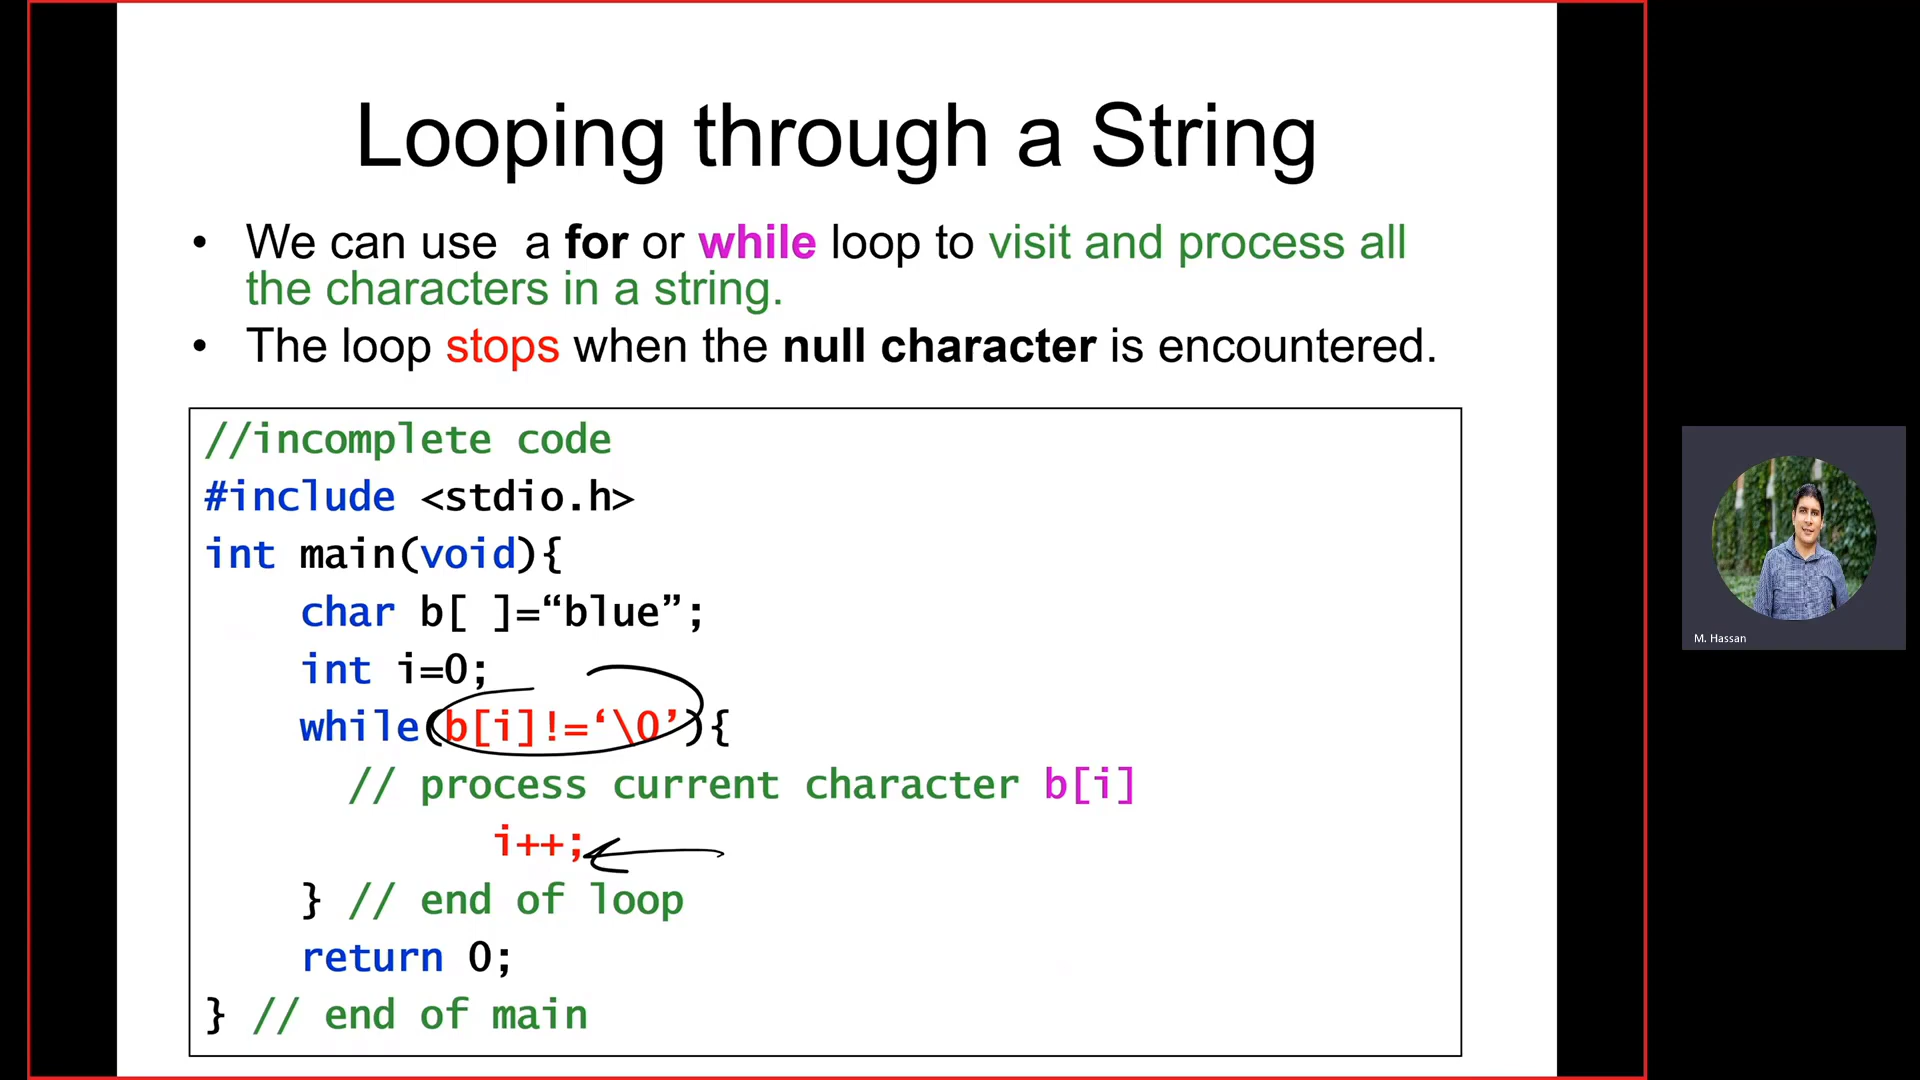 Looping through a String
• We can use a for or while loop to visit and process all
the characters in a string.
• The loop stops when the null character is encountered.
//incomplete code
#include <stdio.h>
int main(void){
char b[ ]=“blue”;
int i=0;
while(b[i]!=‘\0’){
// process current character b[i]
i++;
} // end of loop
return 0;
} // end of main
M. Hassan